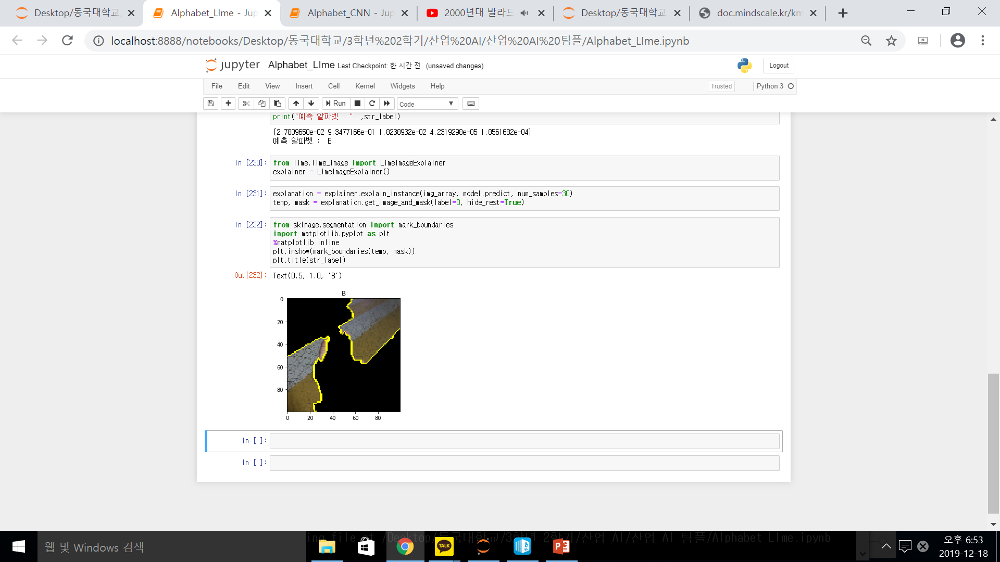 Desktop/동국대학교
Alphabet_LIme - Jup
Alphabet_CNN - Jup
2000년대 발라드
Desktop/동국대학교
doc.mindscale.kr/km
localhost:8888/notebooks/Desktop/동국대학교/3학년%202학기/산업%20AI/산업%20AI%20팀플/Alphabet_LIme.ipynb
jupyter Alphabet_LIme Last Checkpoint: 한 시간 전 (unsaved changes)
Logout
File Edit View Insert Cell Kernel Widgets Help
Trusted
Python 3
Run
Code
print("예측 알파벳 : " ,str_label)
[2.7809650e-02 9.3477166e-01 1.8238932e-02 4.2319298e-05 1.8561682e-04]
예측 알파벳 :  B
In [230]: from lime.lime_image import LimeImageExplainer
explainer = LimeImageExplainer()
In [231]: explanation = explainer.explain_instance(img_array, model.predict, num_samples=30)
temp, mask = explanation.get_image_and_mask(label=0, hide_rest=True)
In [232]: from skimage.segmentation import mark_boundaries
import matplotlib.pyplot as plt
%matplotlib inline
plt.imshow(mark_boundaries(temp, mask))
plt.title(str_label)
Out[232]: Text(0.5, 1.0, 'B')
B
0
20
40
60
80
0 20 40 60 80
In [ ]:
In [ ]:
ing file at /Desktop/동국대학교/3학년 2학기/산업 AI/산업 AI 팀플/Alphabet_LIme.ipynb
웹 및 Windows 검색
TALK
오후 6:53
2019-12-18